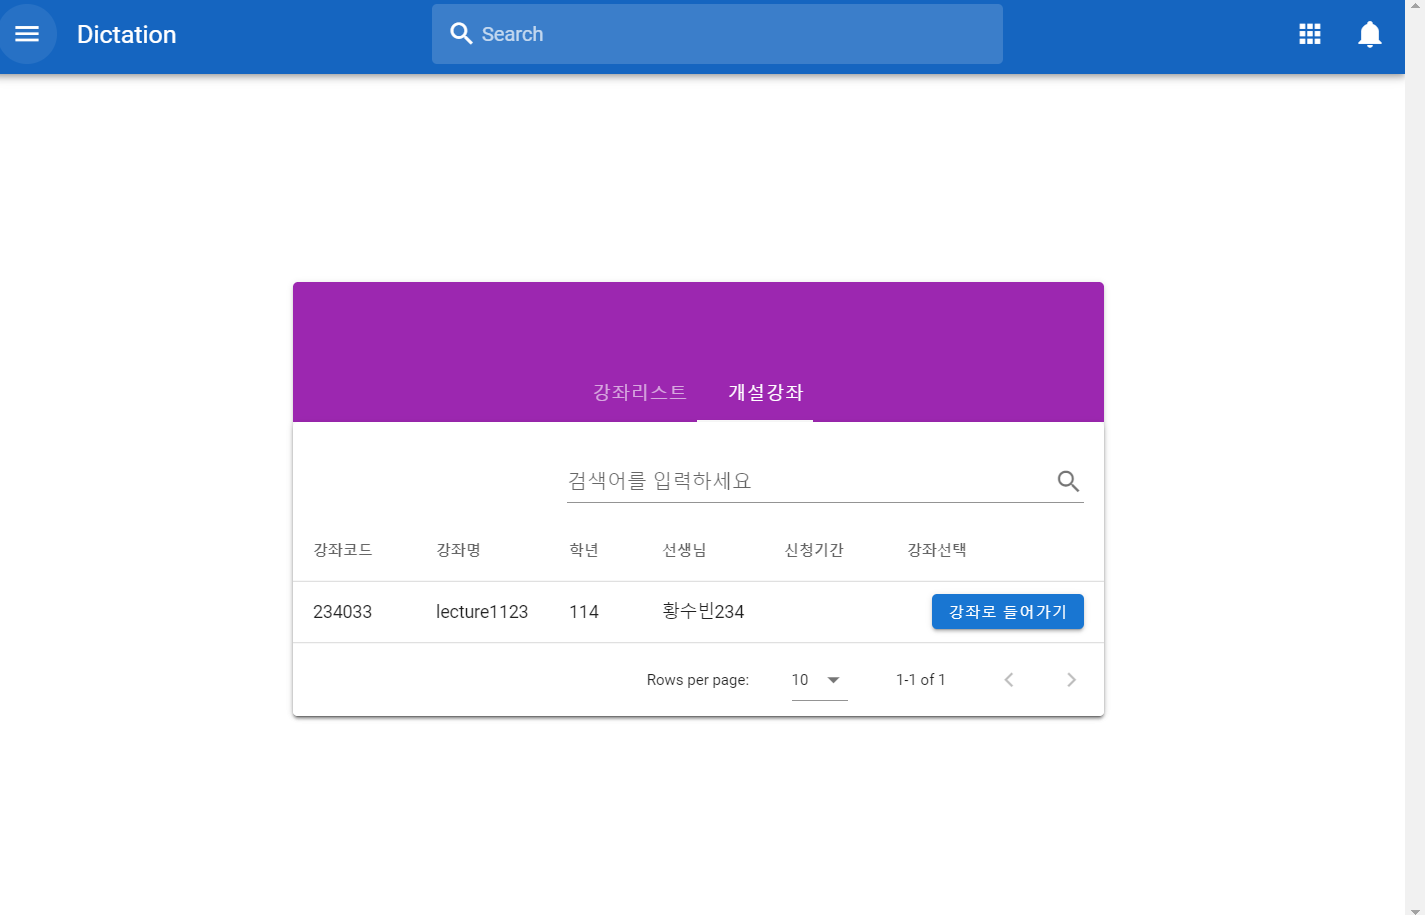 Dictation
Search
강좌리스트 개설강좌
검색어를 입력하세요
강좌코드 강좌명 학년 선생님 신청기간 강좌선택
234033 lecture1123 114 황수빈234 강좌로 들어가기
Rows per page: 10 1-1 of 1